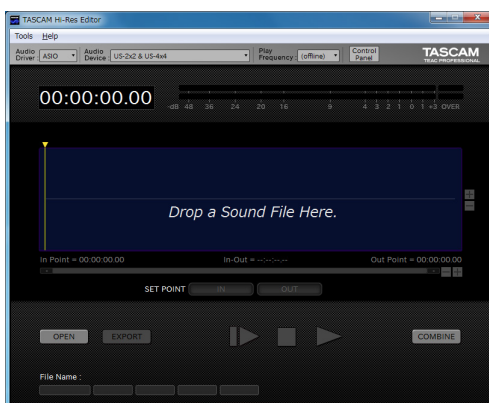 TASCAM Hi-Res Editor
Tools Help
Audio Driver : ASIO Audio Device : US-2x2 & US-4x4 Play Frequency : (offline) Control Panel TASCAM
TEAC PROFESSIONAL
00:00:00.00
-dB 48 36 24 20 16 9 4 3 2 1 0 1 +3 OVER
Drop a Sound File Here.
In Point = 00:00:00.00 In-Out = --:--:--.-- Out Point = 00:00:00.00
SET POINT IN OUT
OPEN EXPORT COMBINE
File Name :